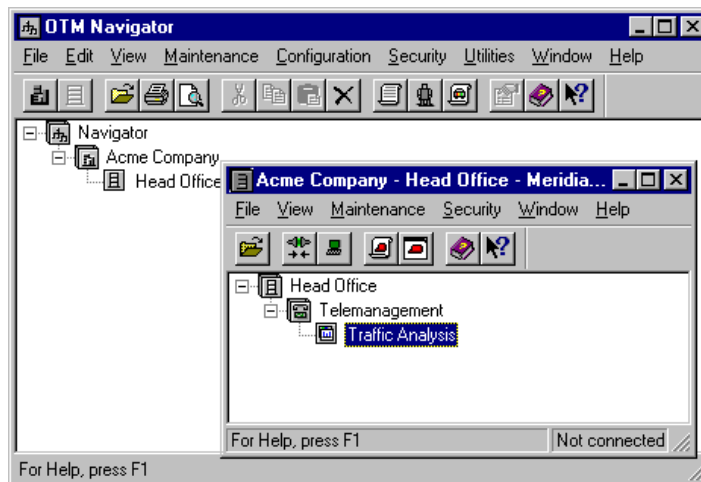 OTM Navigator
File Edit View Maintenance Configuration Security Utilities Window Help
Navigator
Acme Company
Head Office
Acme Company - Head Office - Meridia...
File View Maintenance Security Window Help
Head Office
Telemanagement
Traffic Analysis
For Help, press F1 Not connected
For Help, press F1